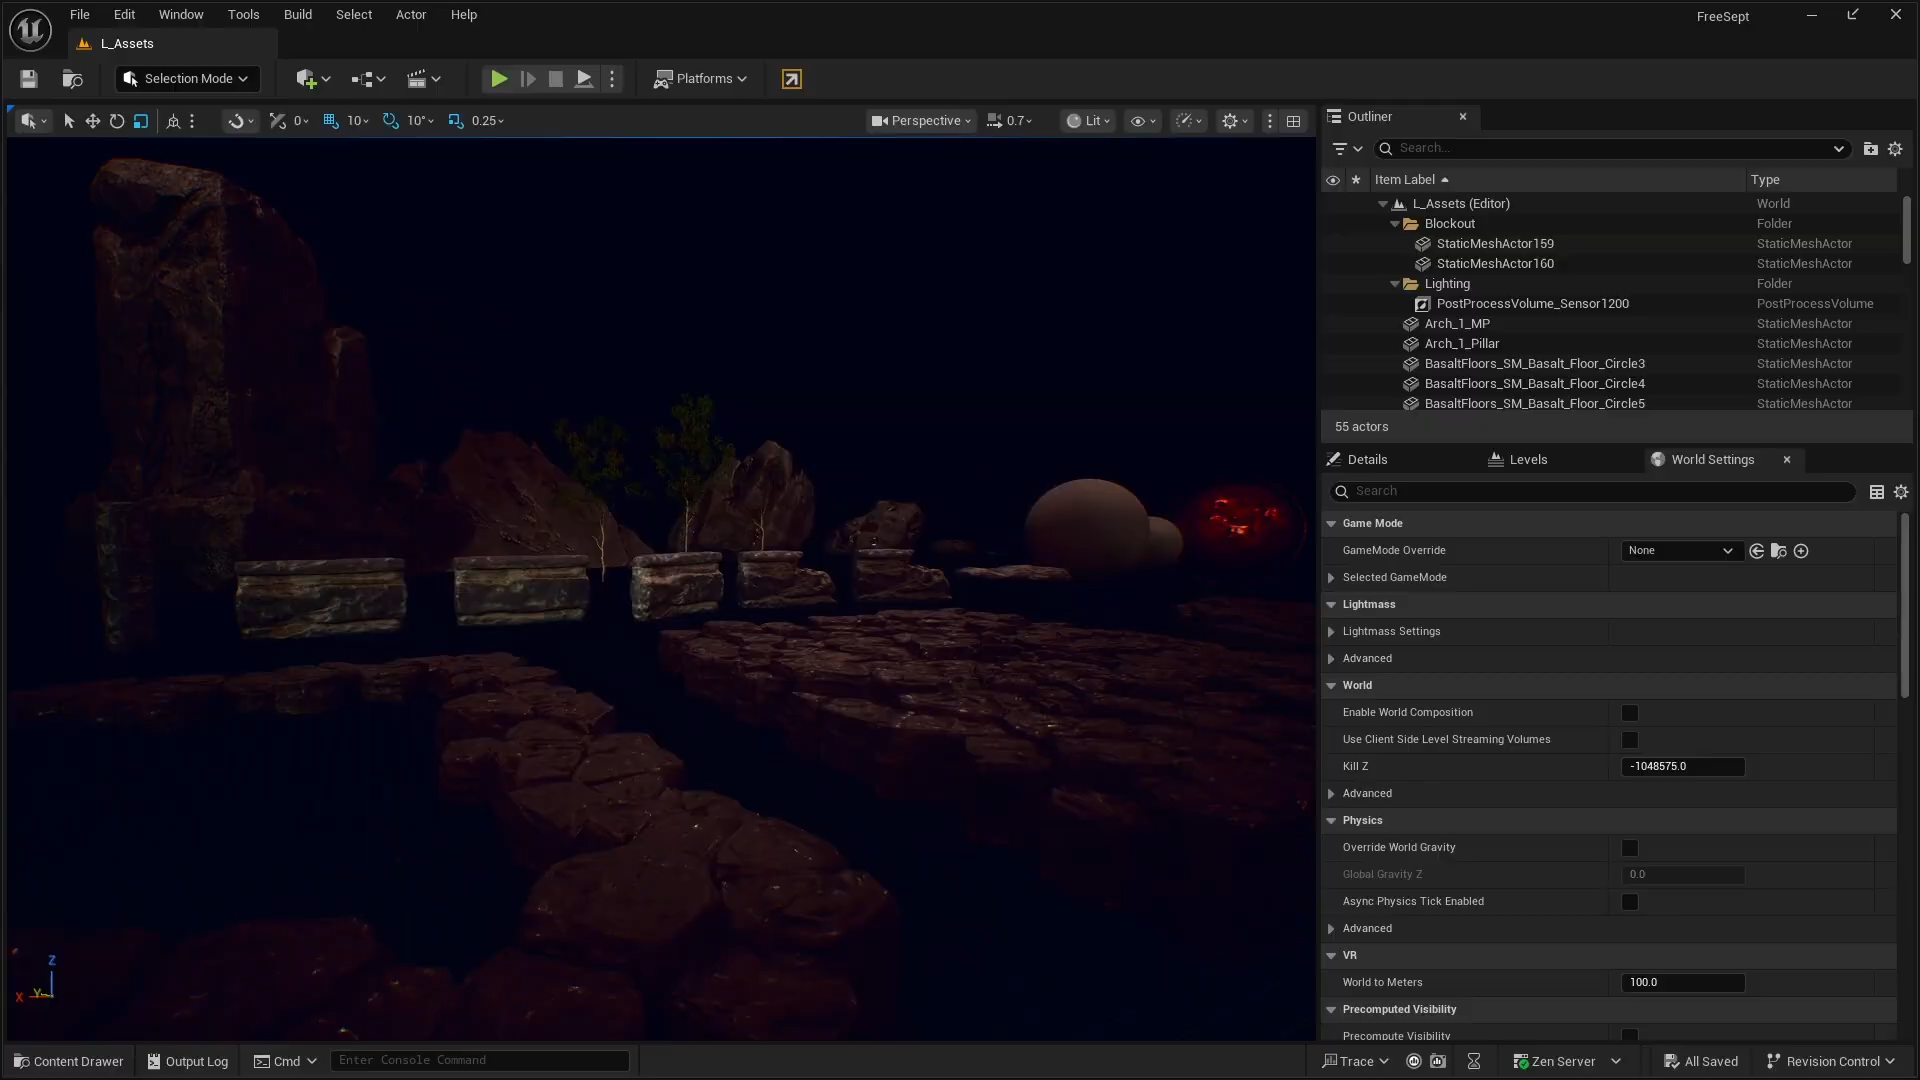 File Edit Window Tools Build Select Actor Help
FreeSept
L_Assets
Selection Mode
Platforms
0 10 10° 0.25
Perspective 0.7 Lit
Outliner
Search...
Item Label Type
L_Assets (Editor) World
Blockout Folder
StaticMeshActor159 StaticMeshActor
StaticMeshActor160 StaticMeshActor
Lighting Folder
PostProcessVolume_Sensor1200 PostProcessVolume
Arch_1_MP StaticMeshActor
Arch_1_Pillar StaticMeshActor
BasaltFloors_SM_Basalt_Floor_Circle3 StaticMeshActor
BasaltFloors_SM_Basalt_Floor_Circle4 StaticMeshActor
BasaltFloors_SM_Basalt_Floor_Circle5 StaticMeshActor
55 actors
Details Levels World Settings
Search
Game Mode
GameMode Override None
Selected GameMode
Lightmass
Lightmass Settings
Advanced
World
Enable World Composition
Use Client Side Level Streaming Volumes
Kill Z -1048575.0
Advanced
Physics
Override World Gravity
Global Gravity Z 0.0
Async Physics Tick Enabled
Advanced
VR
World to Meters 100.0
Precomputed Visibility
Precompute Visibility
Z
X Y
Content Drawer Output Log Cmd Enter Console Command Trace Zen Server All Saved Revision Control